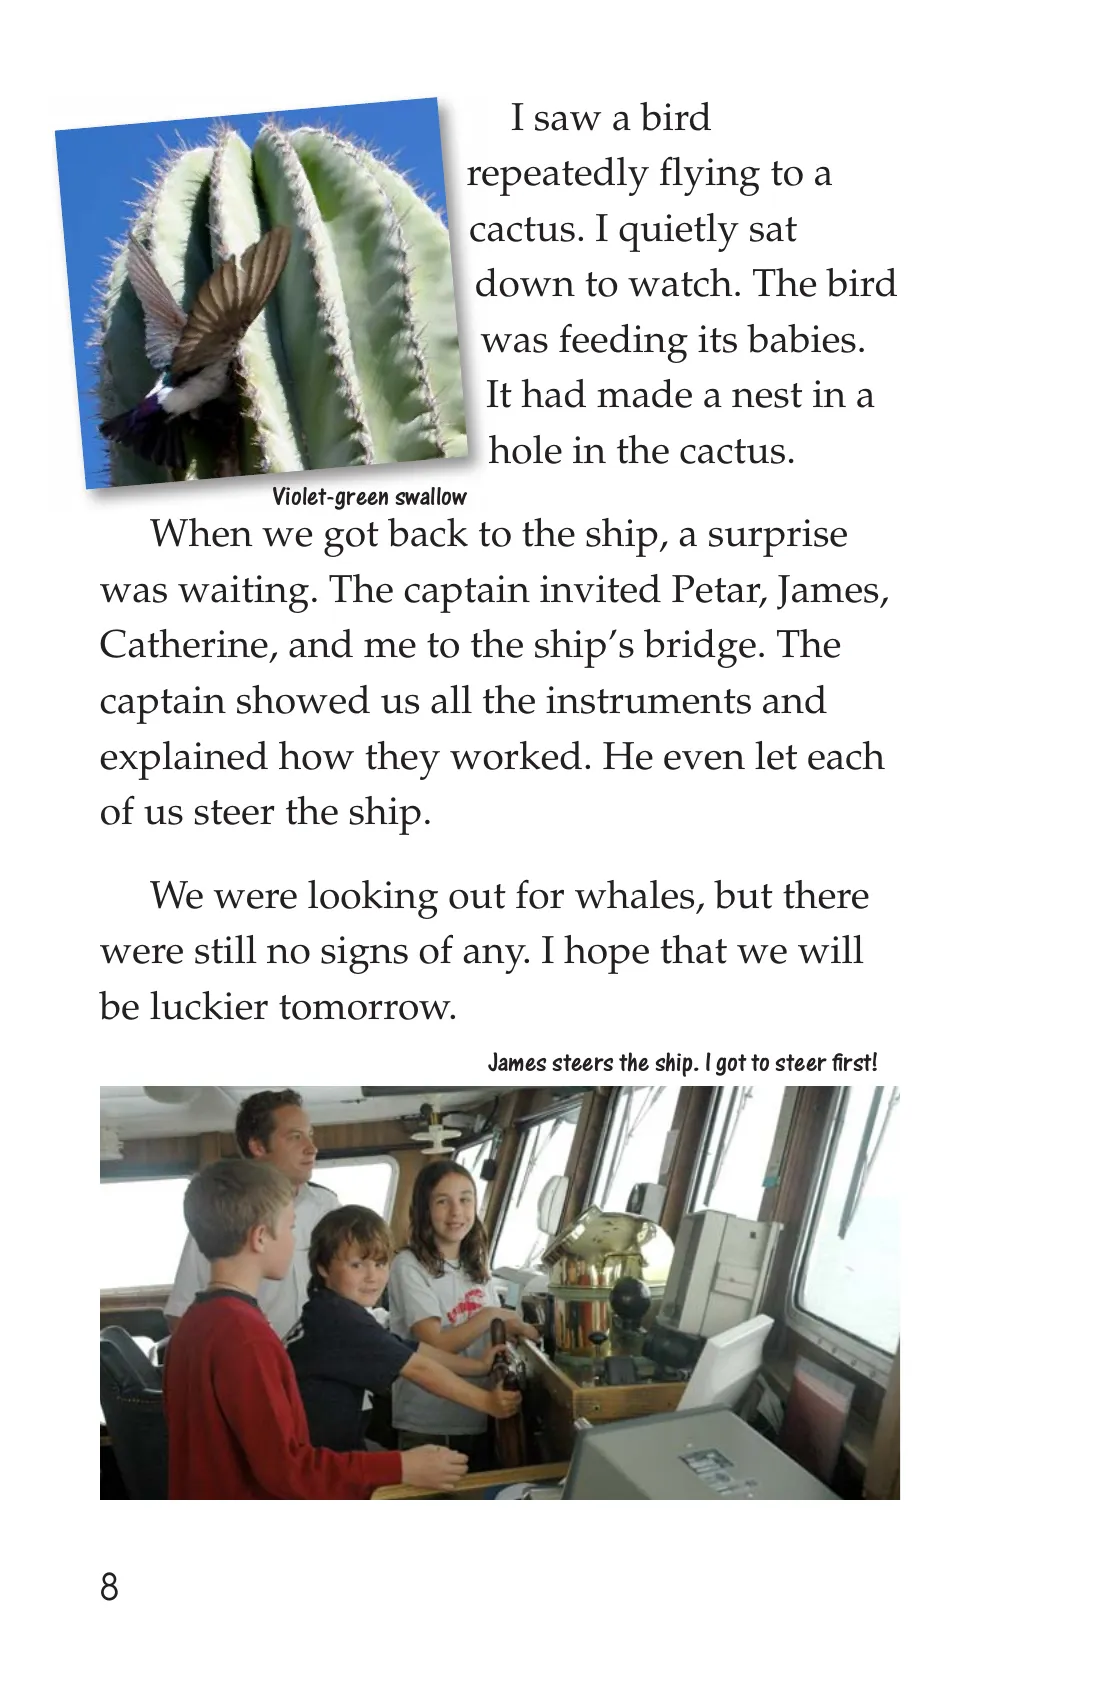 I saw a bird
repeatedly flying to a
cactus. I quietly sat
down to watch. The bird
was feeding its babies.
It had made a nest in a
hole in the cactus.
Violet-green swallow
When we got back to the ship, a surprise
was waiting. The captain invited Petar, James,
Catherine, and me to the ship’s bridge. The
captain showed us all the instruments and
explained how they worked. He even let each
of us steer the ship.
We were looking out for whales, but there
were still no signs of any. I hope that we will
be luckier tomorrow.
James steers the ship. I got to steer first!
8